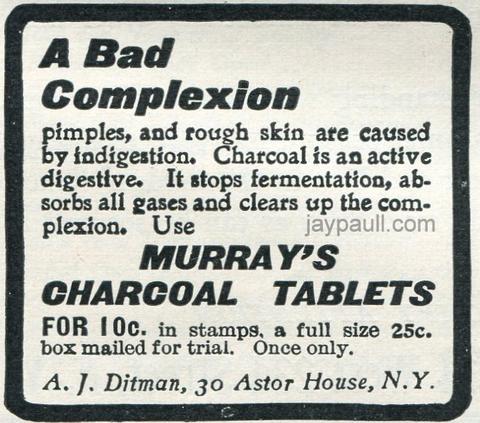 A Bad
Complexion
pimples, and rough skin are caused
by indigestion. Charcoal is an active
digestive. It stops fermentation, ab-
sorbs all gases and clears up the com-
plexion. Use
jaypaull.com
MURRAY'S
CHARCOAL TABLETS
FOR 10c. in stamps, a full size 25c.
box mailed for trial. Once only.
A. J. Ditman, 30 Astor House, N.Y.